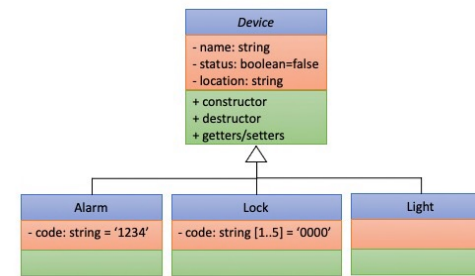 Device
- name: string
- status: boolean=false
- location: string
+ constructor
+ destructor
+ getters/setters
Alarm
- code: string = ‘1234’
Lock
- code: string [1..5] = ‘0000’
Light